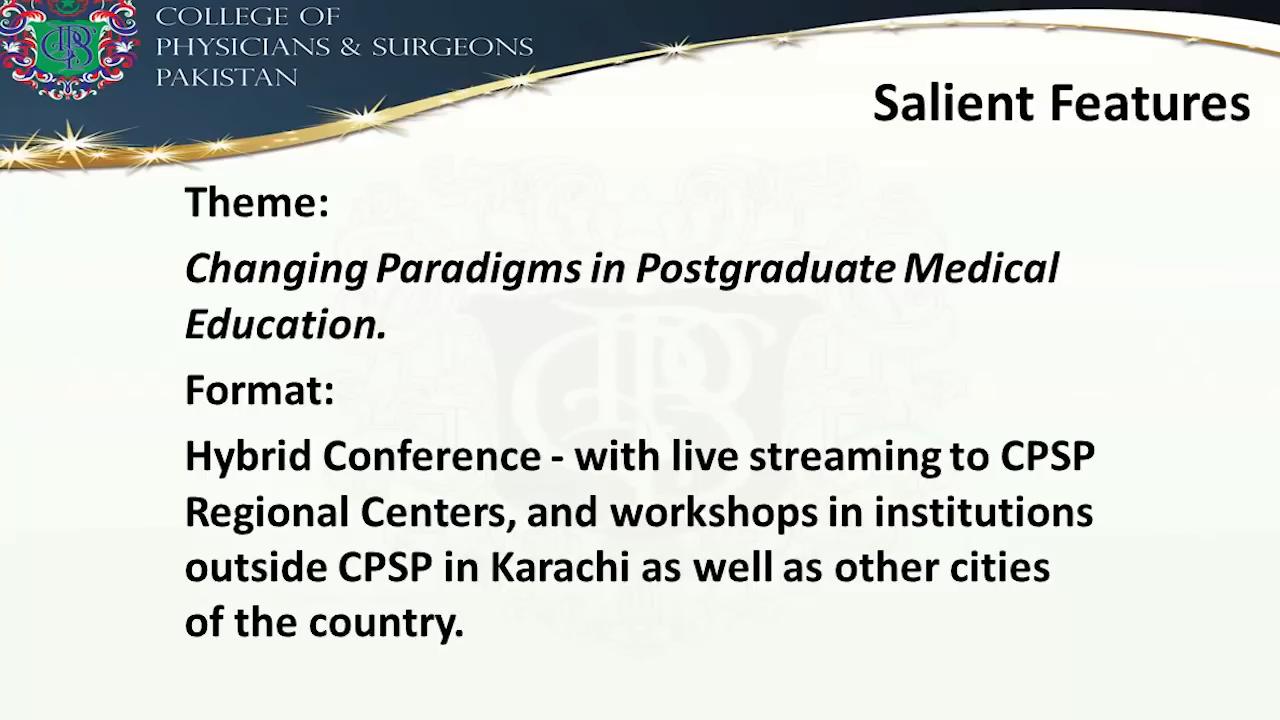 COLLEGE OF
PHYSICIANS & SURGEONS
PAKISTAN
Salient Features
Theme:
Changing Paradigms in Postgraduate Medical
Education.
Format:
Hybrid Conference - with live streaming to CPSP
Regional Centers, and workshops in institutions
outside CPSP in Karachi as well as other cities
of the country.